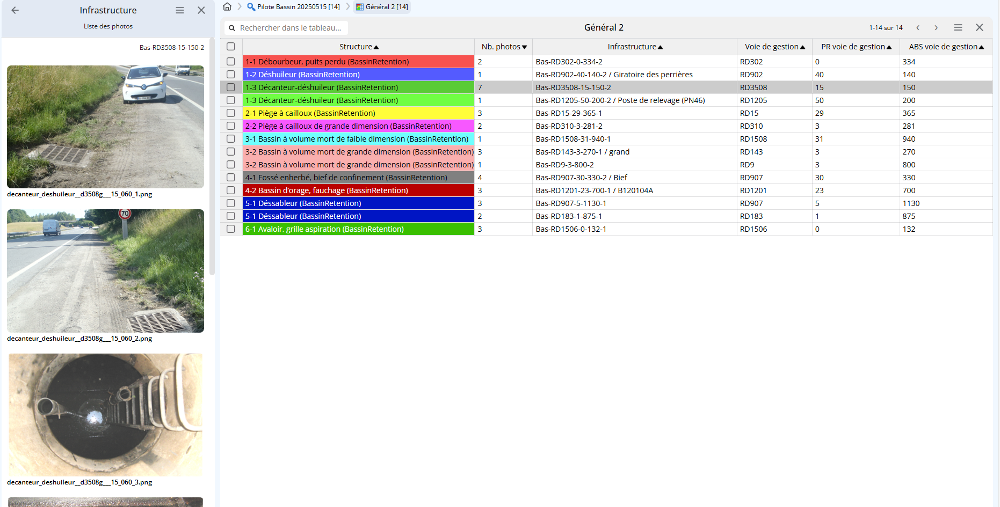 Infrastructure
Liste des photos
Bas-RD3508-15-150-2
decanteur_deshuileur__d3508g___15_060_1.png
70
decanteur_deshuileur__d3508g___15_060_2.png
decanteur_deshuileur__d3508g___15_060_3.png
Pilote Bassin 20250515 [14] Général 2 [14]
Rechercher dans le tableau... Général 2 1-14 sur 14
Structure Nb. photos Infrastructure Voie de gestion PR voie de gestion ABS voie de gestion
1-1 Débourbeur, puits perdu (BassinRetention) 2 Bas-RD302-0-334-2 RD302 0 334
1-2 Déshuileur (BassinRetention) 1 Bas-RD902-40-140-2 / Giratoire des perrières RD902 40 140
1-3 Décanteur-déshuileur (BassinRetention) 7 Bas-RD3508-15-150-2 RD3508 15 150
1-3 Décanteur-déshuileur (BassinRetention) 1 Bas-RD1205-50-200-2 / Poste de relevage (PN46) RD1205 50 200
2-1 Piège à cailloux (BassinRetention) 3 Bas-RD15-29-365-1 RD15 29 365
2-2 Piège à cailloux de grande dimension (BassinRetention) 2 Bas-RD310-3-281-2 RD310 3 281
3-1 Bassin à volume mort de faible dimension (BassinRetention) 1 Bas-RD1508-31-940-1 RD1508 31 940
3-2 Bassin à volume mort de grande dimension (BassinRetention) 3 Bas-RD143-3-270-1 / grand RD143 3 270
3-2 Bassin à volume mort de grande dimension (BassinRetention) 1 Bas-RD9-3-800-2 RD9 3 800
4-1 Fossé enherbé, bief de confinement (BassinRetention) 4 Bas-RD907-30-330-2 / Bief RD907 30 330
4-2 Bassin d’orage, fauchage (BassinRetention) 3 Bas-RD1201-23-700-1 / B120104A RD1201 23 700
5-1 Déssableur (BassinRetention) 3 Bas-RD907-5-1130-1 RD907 5 1130
5-1 Déssableur (BassinRetention) 2 Bas-RD183-1-875-1 RD183 1 875
6-1 Avaloir, grille aspiration (BassinRetention) 3 Bas-RD1506-0-132-1 RD1506 0 132